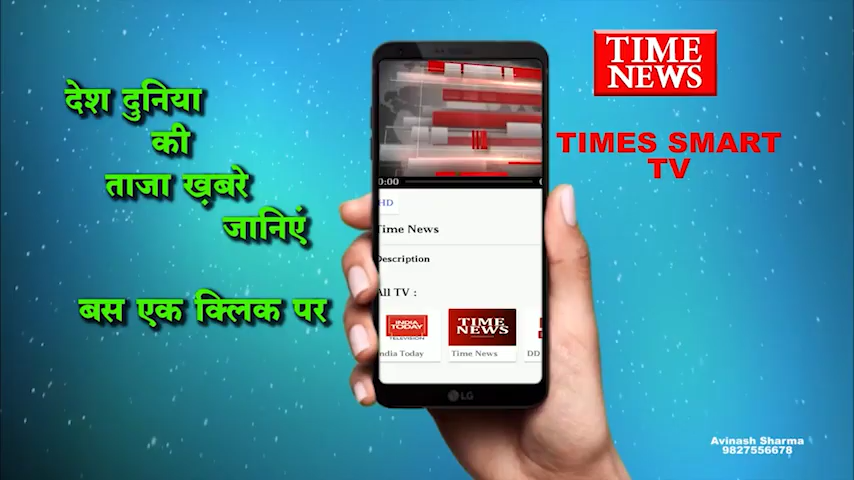 देश दुनिया
की
ताजा ख़बरे
जानिएं
बस एक क्लिक पर
TIME
NEWS
TIMES SMART
TV
0:00
HD
Time News
Description
All TV :
INDIA
TODAY
TELEVISION
India Today
TIME
NEWS
Time News
DD
LG
Avinash Sharma
9827556678